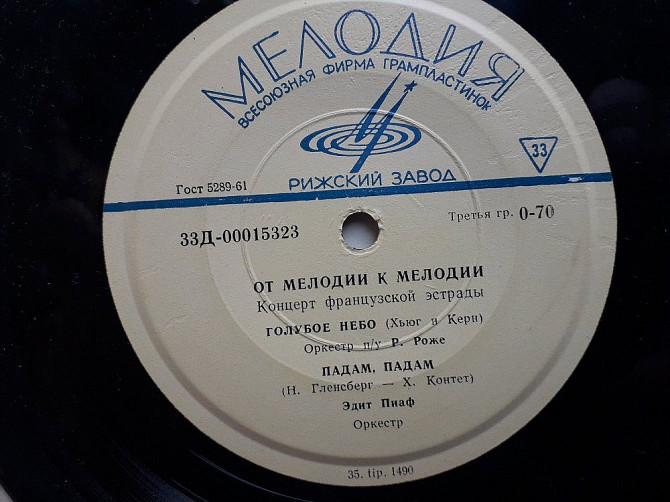 МЕЛОДИЯ
ВСЕСОЮЗНАЯ ФИРМА ГРАМПЛАСТИНОК
33
РИЖСКИЙ ЗАВОД
Гост 5289-61
33Д-00015323
Третья гр. 0-70
ОТ МЕЛОДИИ К МЕЛОДИИ
Концерт французской эстрады
ГОЛУБОЕ НЕБО (Хьюг и Керн)
Оркестр п/у Р. Роже
ПАДАМ, ПАДАМ
(Н. Гленсберг — Х. Контет)
Эдит Пиаф
Оркестр
35. tip. 1490